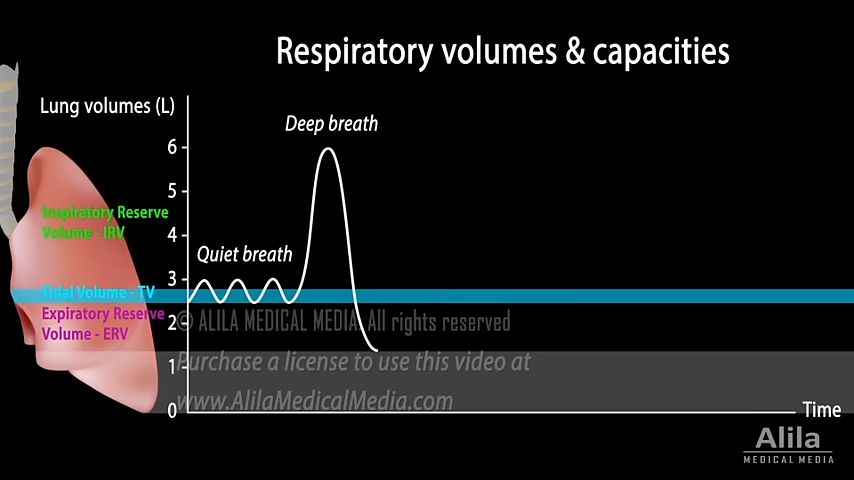 Respiratory volumes & capacities
Lung volumes (L)
Deep breath
6
5
Inspiratory Reserve
Volume - IRV
4
Quiet breath
3
Tidal Volume - TV
Expiratory Reserve
Volume - ERV
2
© ALILA MEDICAL MEDIA. All rights reserved
Purchase a license to use this video at
1
www.AlilaMedicalMedia.com
0
Time
Alila
MEDICAL MEDIA